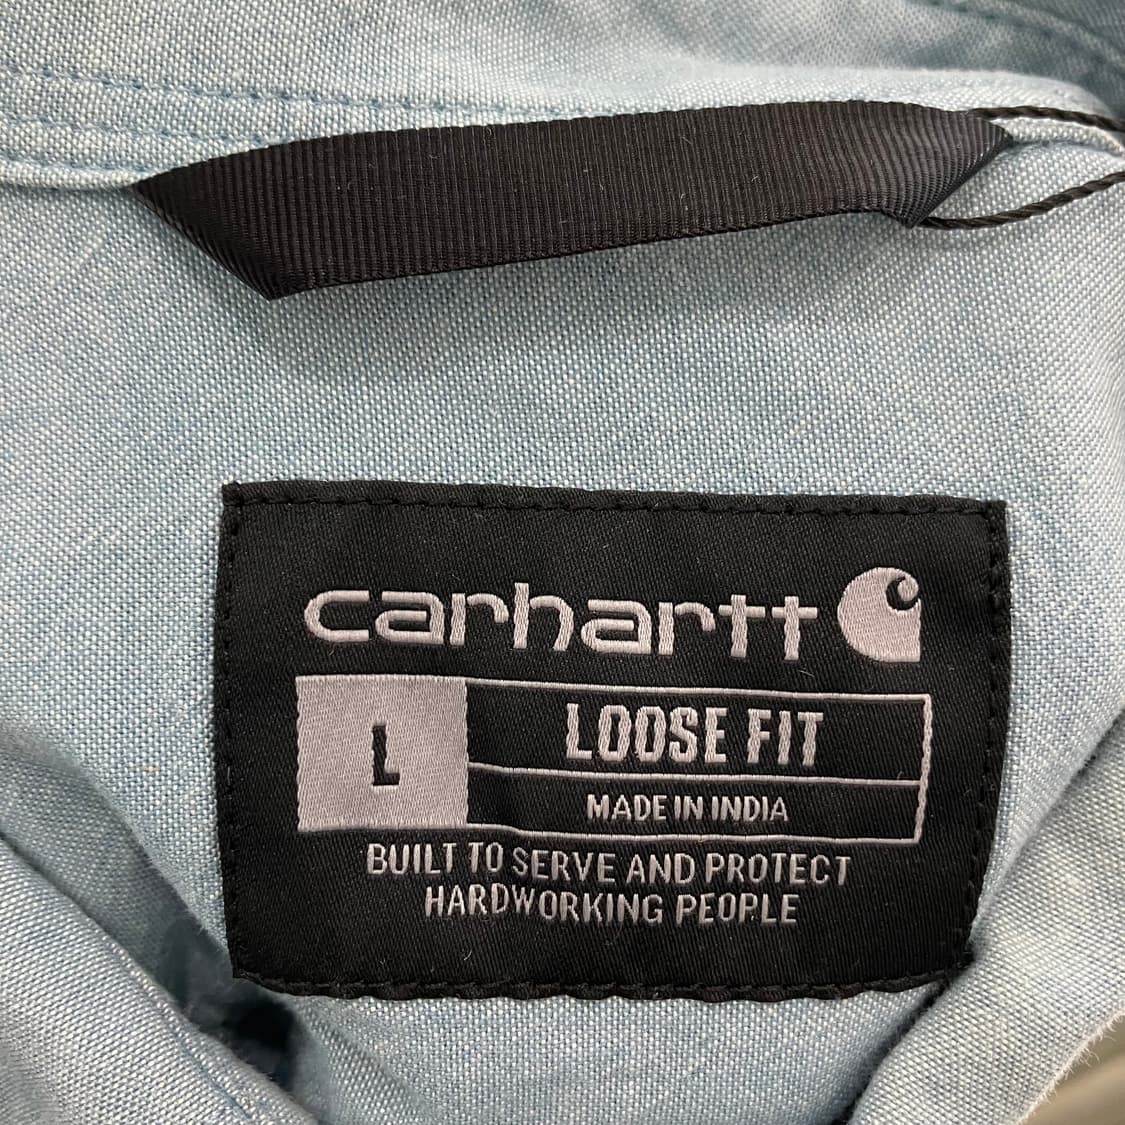 carhartt
L
LOOSE FIT
MADE IN INDIA
BUILT TO SERVE AND PROTECT
HARDWORKING PEOPLE